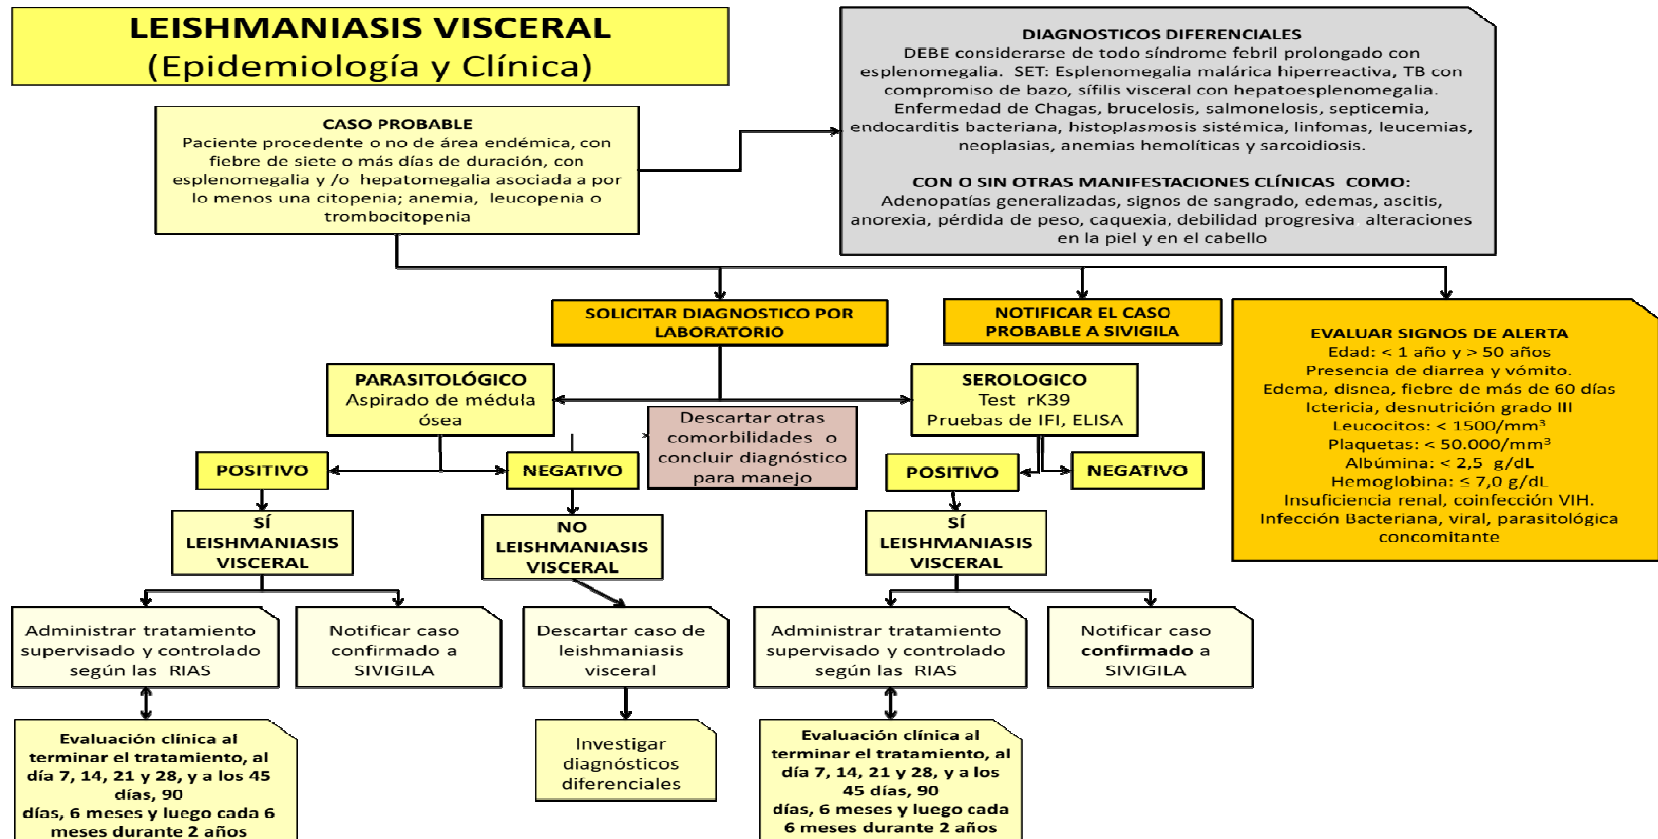 LEISHMANIASIS VISCERAL
(Epidemiología y Clínica)
DIAGNOSTICOS DIFERENCIALES
DEBE considerarse de todo síndrome febril prolongado con
esplenomegalia. SET: Esplenomegalia malárica hiperreactiva, TB con
compromiso de bazo, sífilis visceral con hepatoesplenomegalia.
Enfermedad de Chagas, brucelosis, salmonelosis, septicemia,
endocarditis bacteriana, histoplasmosis sistémica, linfomas, leucemias,
neoplasias, anemias hemolíticas y sarcoidiosis.
CON O SIN OTRAS MANIFESTACIONES CLÍNICAS COMO:
Adenopatías generalizadas, signos de sangrado, edemas, ascitis,
anorexia, pérdida de peso, caquexia, debilidad progresiva, alteraciones
en la piel y en el cabello
CASO PROBABLE
Paciente procedente o no de área endémica, con
fiebre de siete o más días de duración, con
esplenomegalia y /o hepatomegalia asociada a por
lo menos una citopenia; anemia, leucopenia o
trombocitopenia
SOLICITAR DIAGNOSTICO POR
LABORATORIO
NOTIFICAR EL CASO
PROBABLE A SIVIGILA
EVALUAR SIGNOS DE ALERTA
Edad: < 1 año y > 50 años
Presencia de diarrea y vómito.
Edema, disnea, fiebre de más de 60 días
Ictericia, desnutrición grado III
Leucocitos: < 1500/mm³
Plaquetas: < 50.000/mm³
Albúmina: < 2,5 g/dL
Hemoglobina: ≤ 7,0 g/dL
Insuficiencia renal, coinfección VIH.
Infección Bacteriana, viral, parasitológica
concomitante
PARASITOLÓGICO
Aspirado de médula
ósea
Descartar otras
comorbilidades o
concluir diagnóstico
para manejo
SEROLOGICO
Test rK39
Pruebas de IFI, ELISA
POSITIVO
NEGATIVO
POSITIVO
NEGATIVO
SÍ
LEISHMANIASIS
VISCERAL
NO
LEISHMANIASIS
VISCERAL
SÍ
LEISHMANIASIS
VISCERAL
Administrar tratamiento
supervisado y controlado
según las RIAS
Notificar caso
confirmado a
SIVIGILA
Descartar caso de
leishmaniasis
visceral
Administrar tratamiento
supervisado y controlado
según las RIAS
Notificar caso
confirmado a
SIVIGILA
Evaluación clínica al
terminar el tratamiento, al
día 7, 14, 21 y 28, y a los 45
días, 90
días, 6 meses y luego cada 6
meses durante 2 años
Investigar
diagnósticos
diferenciales
Evaluación clínica al
terminar el tratamiento, al
día 7, 14, 21 y 28, y a los
45 días, 90
días, 6 meses y luego cada
6 meses durante 2 años